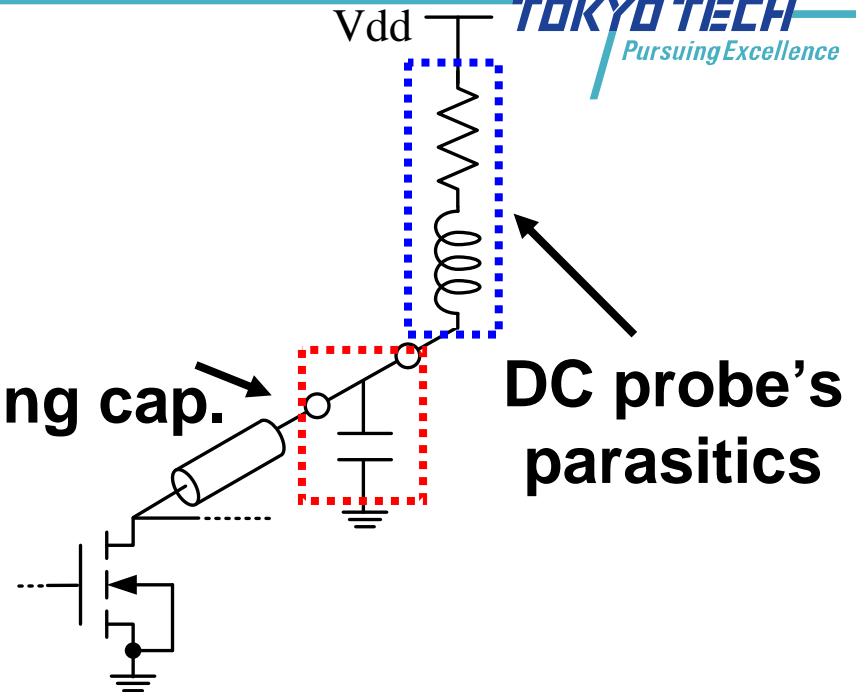 TOKYO TECH
Pursuing Excellence
Vdd
ng cap.
DC probe's
parasitics